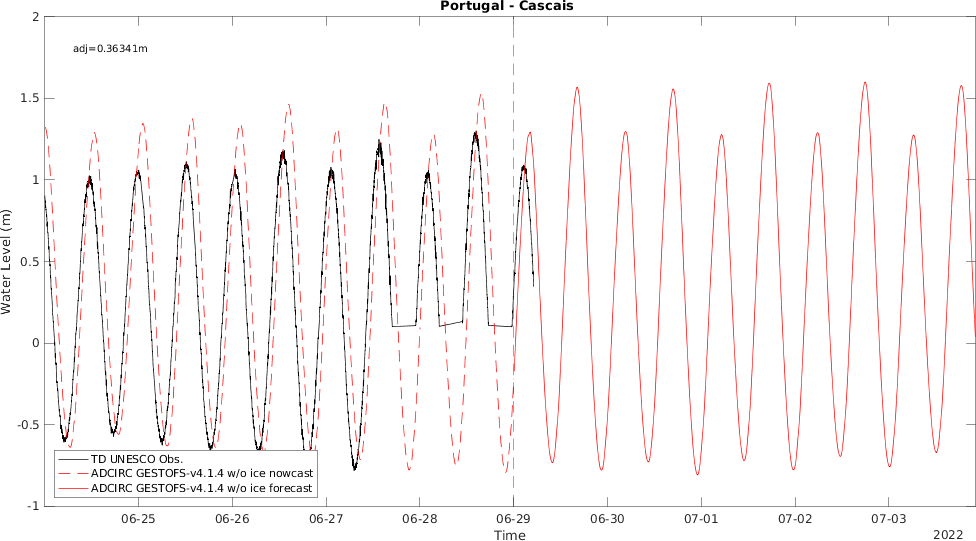 Portugal - Cascais
adj=0.36341m
2
1.5
1
0.5
0
-0.5
-1
Water Level (m)
TD UNESCO Obs.
ADCIRC GESTOFS-v4.1.4 w/o ice nowcast
ADCIRC GESTOFS-v4.1.4 w/o ice forecast
06-25 06-26 06-27 06-28 06-29 06-30 07-01 07-02 07-03
Time
2022